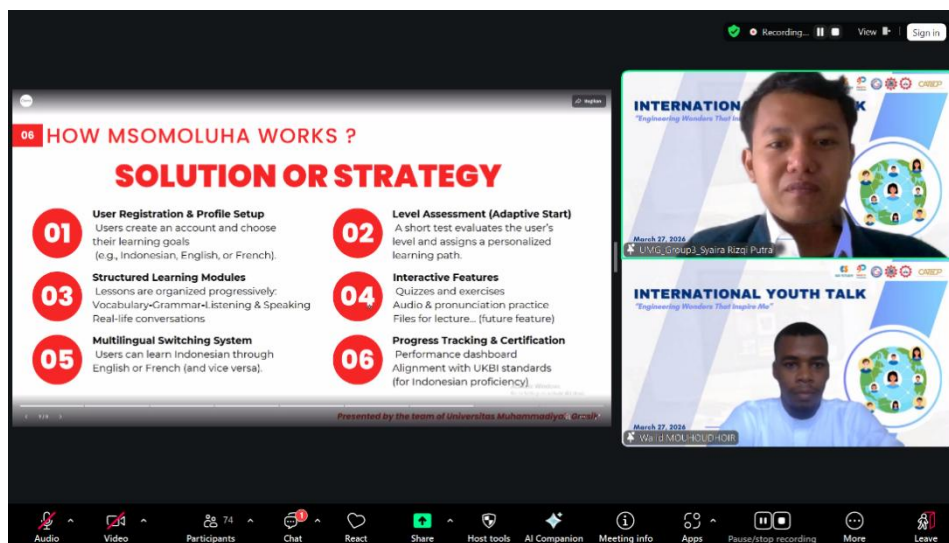 Recording...
View
Sign in
06 HOW MSOMOLUHA WORKS ?
SOLUTION OR STRATEGY
01
User Registration & Profile Setup
Users create an account and choose
their learning goals
(e.g., Indonesian, English, or French).
02
Level Assessment (Adaptive Start)
A short test evaluates the user's
level and assigns a personalized
learning path.
03
Structured Learning Modules
Lessons are organized progressively:
Vocabulary-Grammar-Listening & Speaking
Real-life conversations
04
Interactive Features
Quizzes and exercises
Audio & pronunciation practice
Files for lecture... (future feature)
05
Multilingual Switching System
Users can learn Indonesian through
English or French (and vice versa).
06
Progress Tracking & Certification
Performance dashboard
Alignment with UKBI standards
(for Indonesian proficiency)
Presented by the team of Universitas Muhammadiya
INTERNATION
K
"Engineering Wonders That
March 27, 2026
UMG_Group3_Syaira Rizqi Putra
INTERNATIONAL YOUTH TALK
"Engineering Wonders That Inspire Me"
March 27, 2026
Walid MOUHOUDHOIR
Audio
Video
74
Participants
1
Chat
React
Share
Host tools
AI Companion
Meeting info
Apps
Pause/stop recording
More
Leave